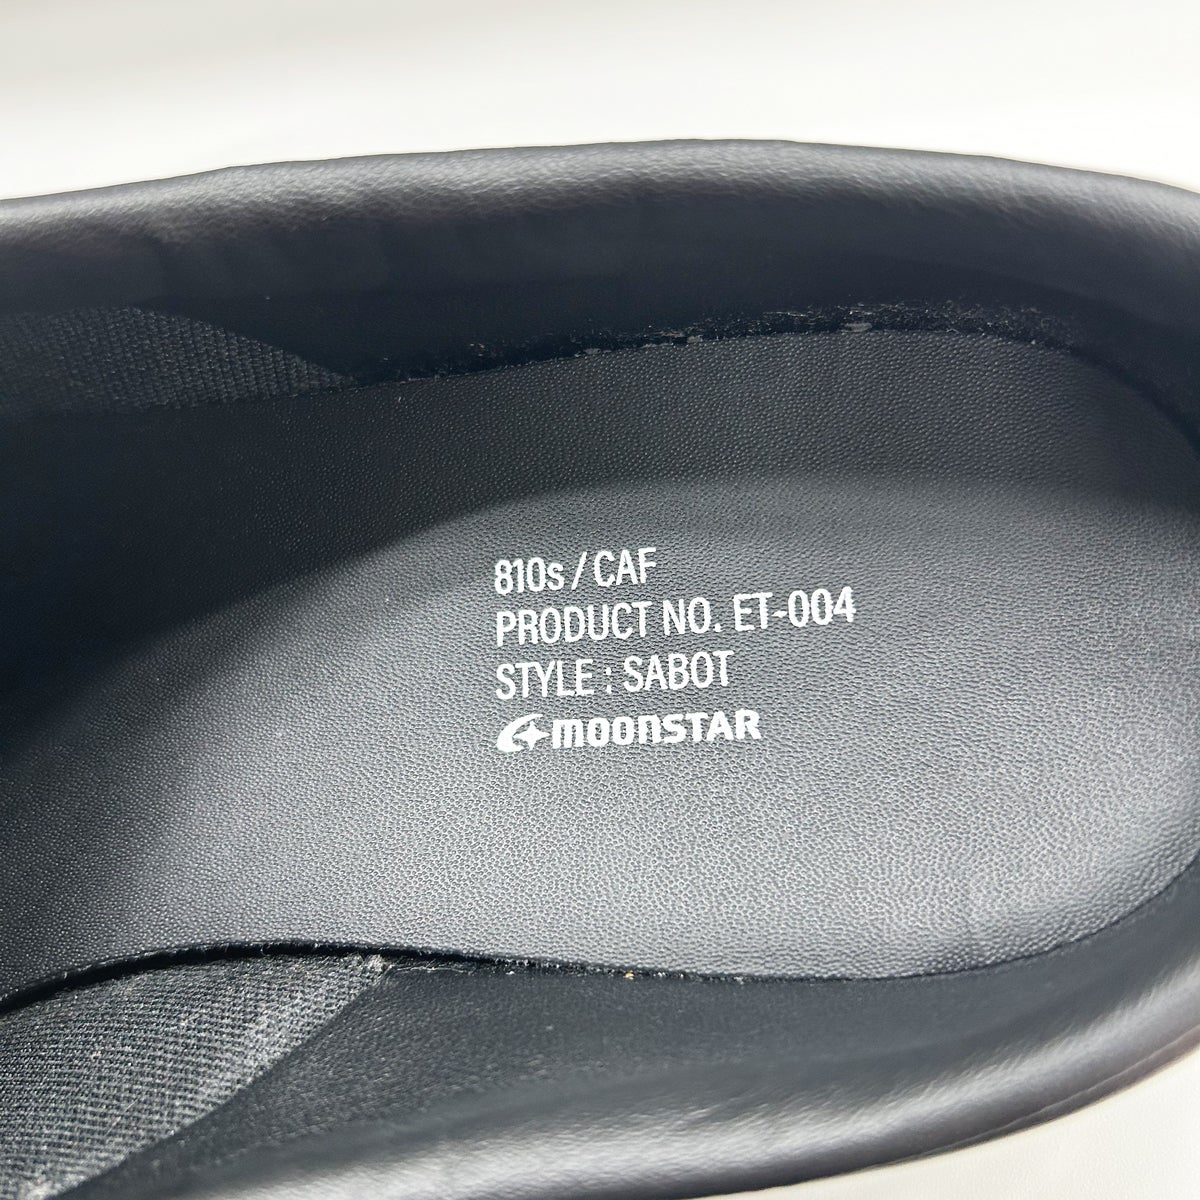 810s / CAF
PRODUCT NO. ET-004
STYLE : SABOT
moonSTAR